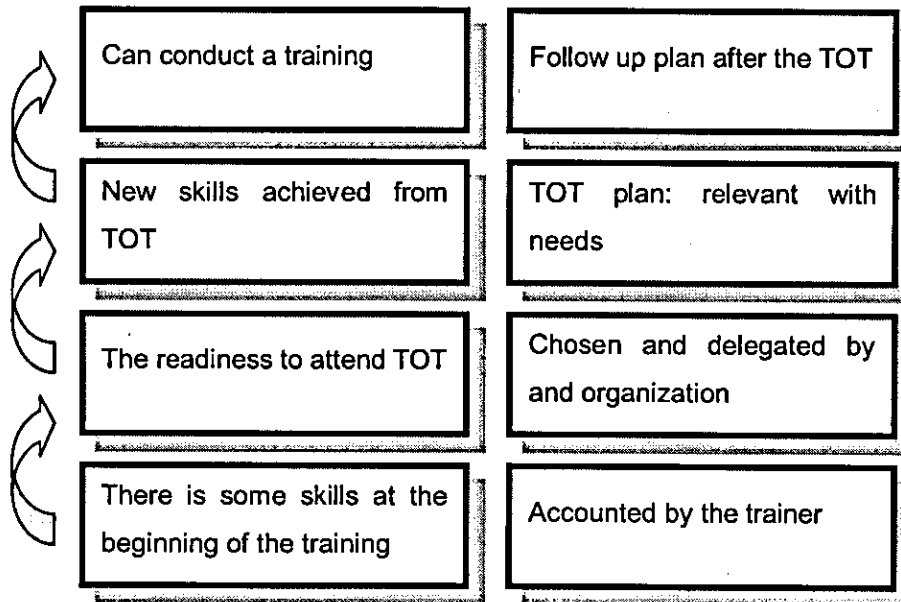 Can conduct a training
Follow up plan after the TOT
New skills achieved from
TOT
TOT plan: relevant with
needs
The readiness to attend TOT
Chosen and delegated by
and organization
There is some skills at the
beginning of the training
Accounted by the trainer